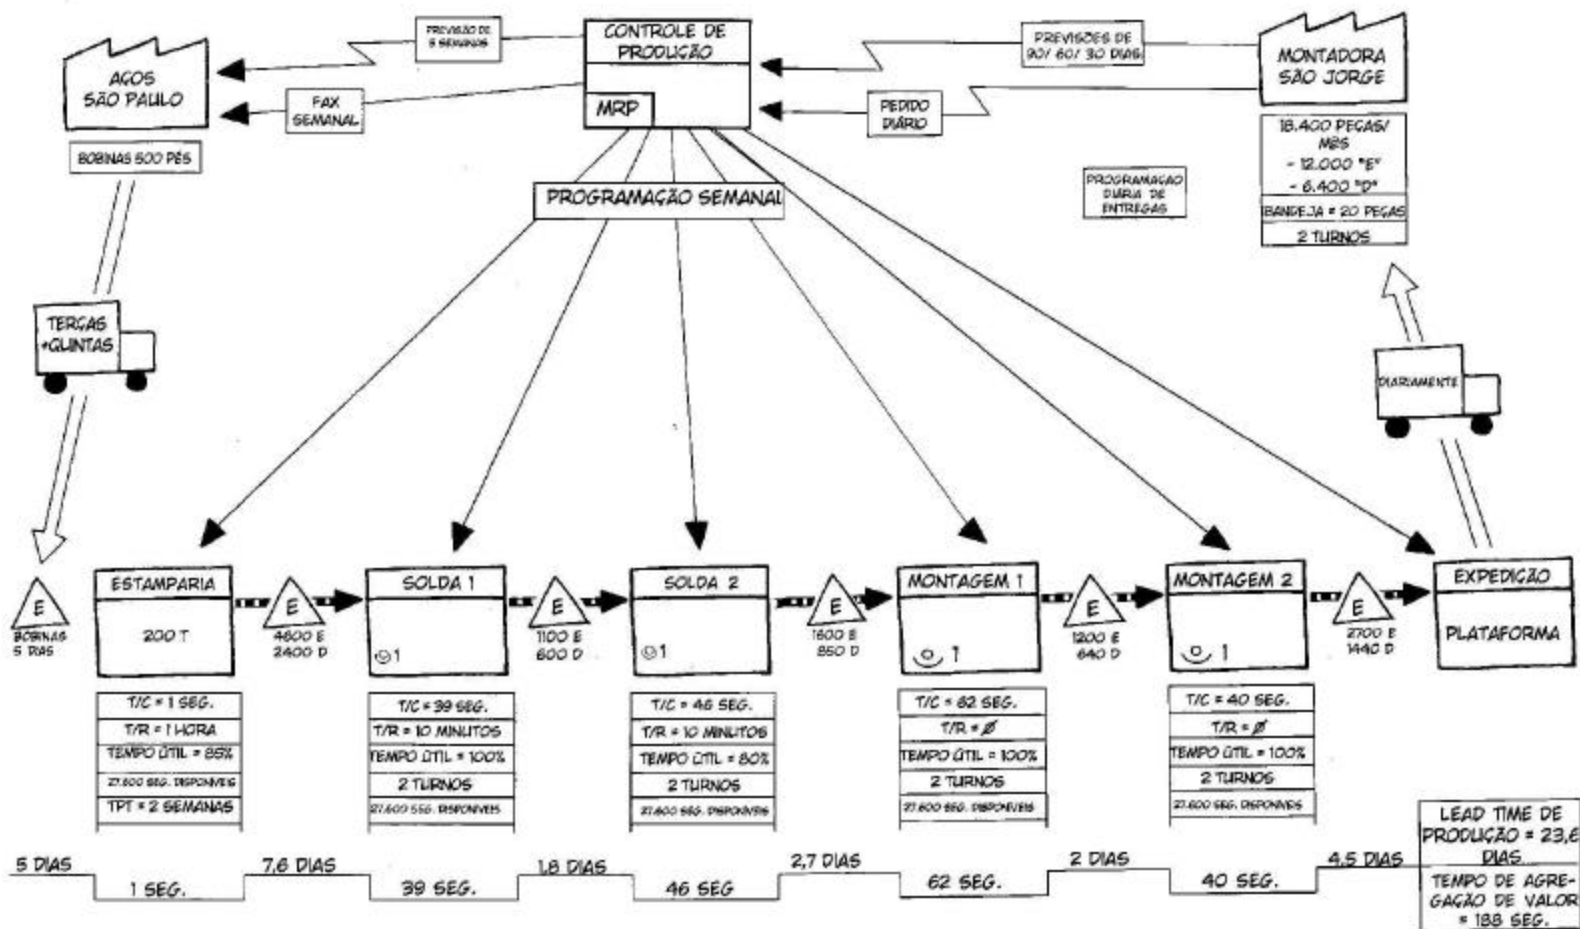 AÇOS
SÃO PAULO
PREVISÃO DE
6 SEMANAS
FAX
SEMANAL
CONTROLE DE
PRODUÇÃO
MRP
PREVISÕES DE
90/ 60/ 30 DIAS
PEDIDO
DIÁRIO
MONTADORA
SÃO JORGE
18.400 PEÇAS/
MÊS
- 12.000 "E"
- 6.400 "D"
BANDEJA = 20 PEÇAS
2 TURNOS
BOBINAS 500 PÉS
PROGRAMAÇÃO SEMANAL
PROGRAMAÇAO
DIÁRIA DE
ENTREGAS
TERÇAS
+QUINTAS
DIARIAMENTE
E
BOBINAS
5 DIAS
ESTAMPARIA
200 T
E
4600 E
2400 D
SOLDA 1
1
E
1100 E
600 D
SOLDA 2
1
E
1600 E
850 D
MONTAGEM 1
1
E
1200 E
640 D
MONTAGEM 2
1
E
2700 E
1440 D
EXPEDIÇÃO
PLATAFORMA
T/C = 1 SEG.
T/R = 1 HORA
TEMPO ÚTIL = 85%
27.600 SEG. DISPONÍVEIS
TPT = 2 SEMANAS
T/C = 39 SEG.
T/R = 10 MINUTOS
TEMPO ÚTIL = 100%
2 TURNOS
27.600 SEG. DISPONÍVEIS
T/C = 46 SEG.
T/R = 10 MINUTOS
TEMPO ÚTIL = 80%
2 TURNOS
27.600 SEG. DISPONÍVEIS
T/C = 62 SEG.
T/R = Ø
TEMPO ÚTIL = 100%
2 TURNOS
27.600 SEG. DISPONÍVEIS
T/C = 40 SEG.
T/R = Ø
TEMPO ÚTIL = 100%
2 TURNOS
27.600 SEG. DISPONÍVEIS
5 DIAS
1 SEG.
7,6 DIAS
39 SEG.
1,8 DIAS
46 SEG
2,7 DIAS
62 SEG.
2 DIAS
40 SEG.
4,5 DIAS
LEAD TIME DE
PRODUÇÃO = 23,6
DIAS
TEMPO DE AGRE-
GAÇÃO DE VALOR
= 188 SEG.